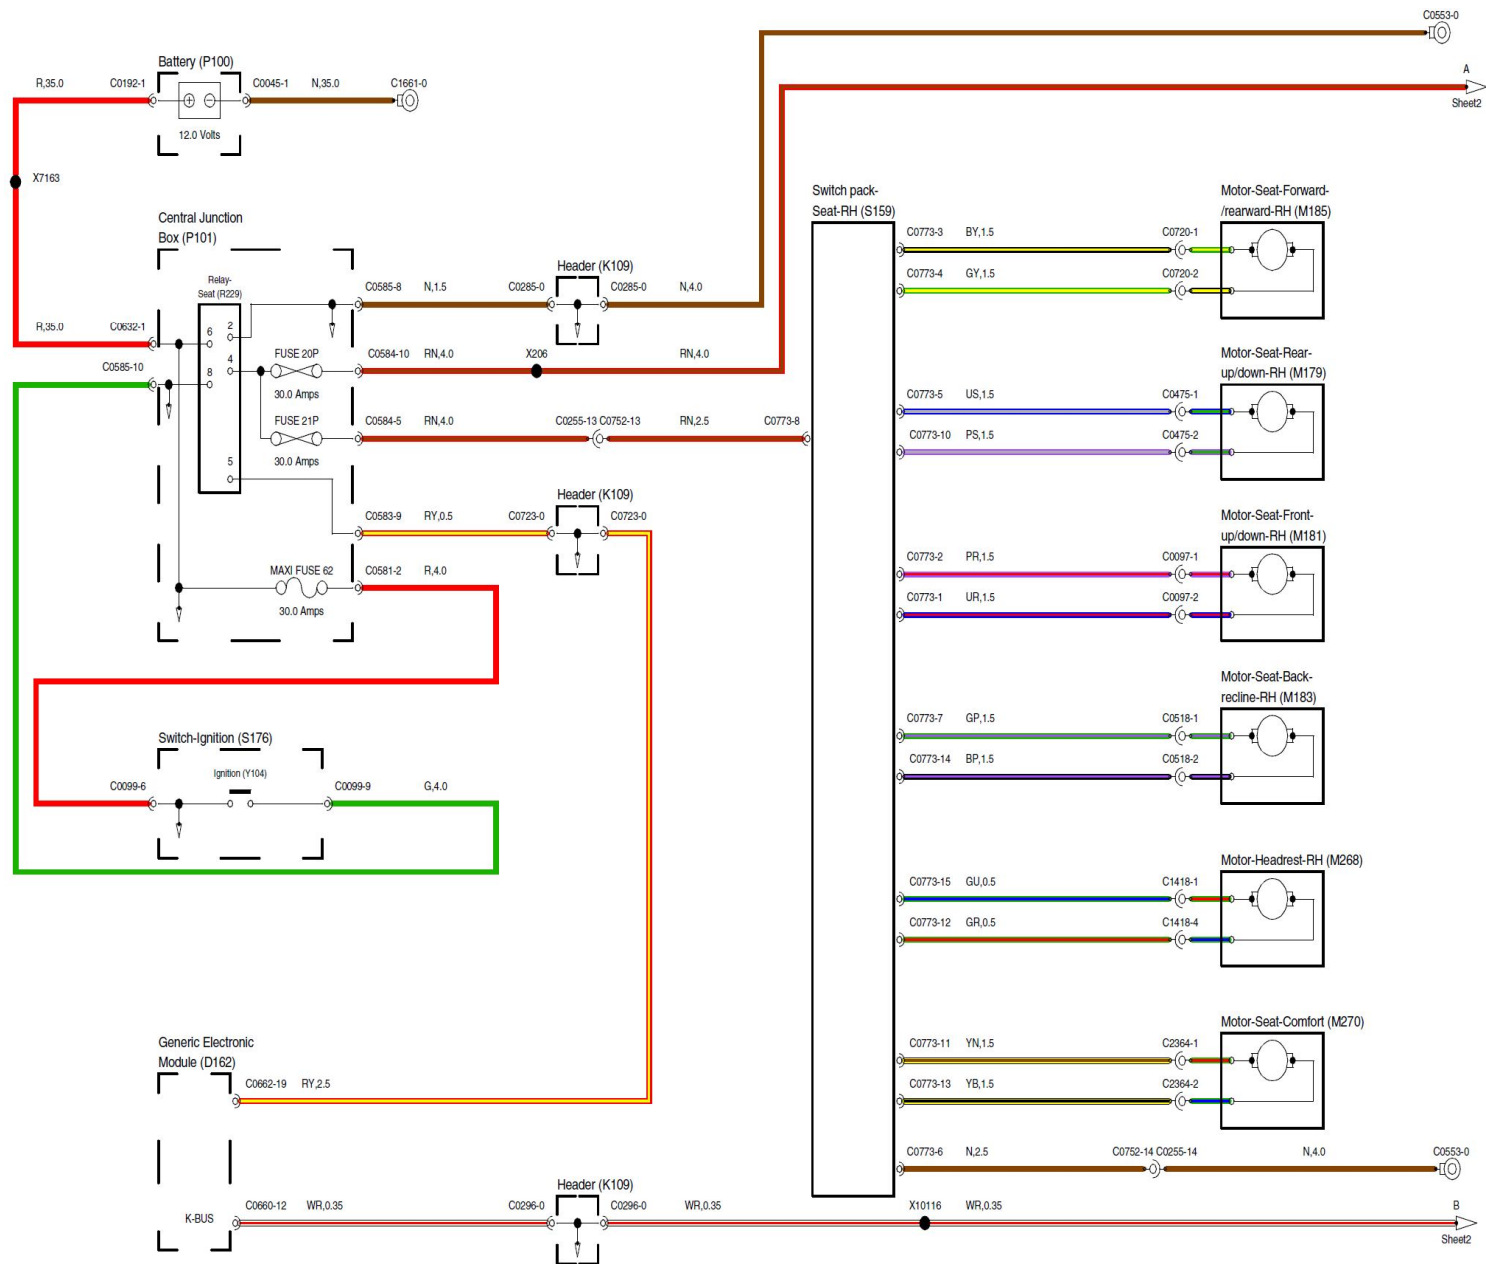 C0553-0
Battery (P100)
R,35.0
C0192-1
C0045-1
N,35.0
C1661-0
A
Sheet2
12.0 Volts
X7163
Switch pack-
Seat-RH (S159)
Motor-Seat-Forward-
/rearward-RH (M185)
Central Junction
Box (P101)
C0773-3
BY,1.5
C0720-1
Header (K109)
Relay-
Seat (R229)
C0585-8
N,1.5
C0285-0
C0285-0
N,4.0
C0773-4
GY,1.5
C0720-2
R,35.0
C0632-1
6
2
C0585-10
4
FUSE 20P
C0584-10
RN,4.0
X206
RN,4.0
Motor-Seat-Rear-
up/down-RH (M179)
8
30.0 Amps
C0773-5
US,1.5
C0475-1
FUSE 21P
C0584-5
RN,4.0
C0255-13
C0752-13
RN,2.5
C0773-8
C0773-10
PS,1.5
C0475-2
5
30.0 Amps
Header (K109)
C0583-9
RY,0.5
C0723-0
C0723-0
Motor-Seat-Front-
up/down-RH (M181)
C0773-2
PR,1.5
C0097-1
MAXI FUSE 62
C0581-2
R,4.0
30.0 Amps
C0773-1
UR,1.5
C0097-2
Motor-Seat-Back-
recline-RH (M183)
C0773-7
GP,1.5
C0518-1
Switch-Ignition (S176)
C0773-14
BP,1.5
C0518-2
Ignition (Y104)
C0099-6
C0099-9
G,4.0
Motor-Headrest-RH (M268)
C0773-15
GU,0.5
C1418-1
C0773-12
GR,0.5
C1418-4
Motor-Seat-Comfort (M270)
Generic Electronic
Module (D162)
C0773-11
YN,1.5
C2364-1
C0662-19
RY,2.5
C0773-13
YB,1.5
C2364-2
C0773-6
N,2.5
C0752-14
C0255-14
N,4.0
C0553-0
Header (K109)
K-BUS
C0660-12
WR,0.35
C0296-0
C0296-0
WR,0.35
X10116
WR,0.35
B
Sheet2